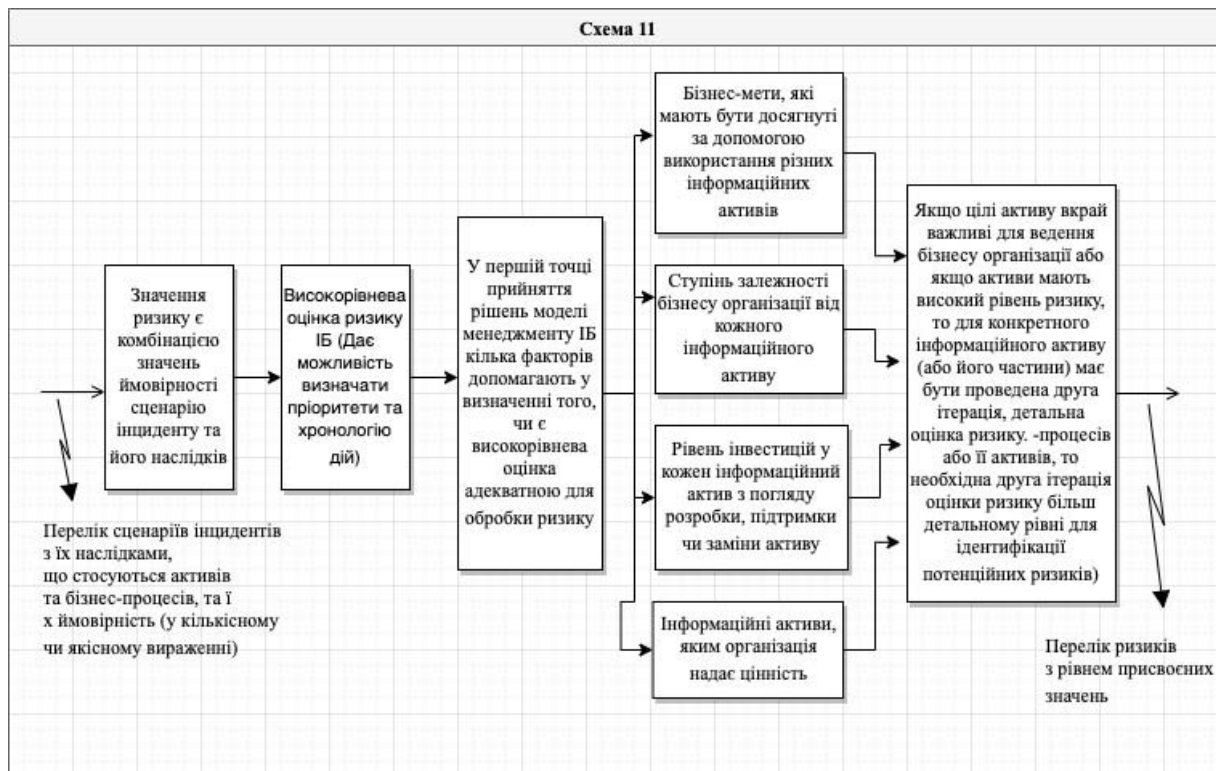 Схема 11
Значення
ризику є
комбінацією
значень
ймовірності
сценарію
інциденту та
його наслідків
Перелік сценаріїв інцидентів
з їх наслідками,
що стосуються активів
та бізнес-процесів, та ї
х ймовірність (у кількісному
чи якісному вираженні)
Високорівнева
оцінка ризику
ІБ (Дає
можливість
визначати
пріоритети та
хронологію
дій)
У першій точці
прийняття
рішень моделі
менеджменту ІБ
кілька факторів
допомагають у
визначенні того,
чи є
високорівнева
оцінка
адекватною для
обробки ризику
Бізнес-мети, які
мають бути досягнуті
за допомогою
використання різних
інформаційних
активів
Ступінь залежності
бізнесу організації від
кожного
інформаційного
активу
Рівень інвестицій у
кожен інформаційний
актив з погляду
розробки, підтримки
чи заміни активу
Інформаційні активи,
яким організація
надає цінність
Якщо цілі активу вкрай
важливі для ведення
бізнесу організації або
якщо активи мають
високий рівень ризику,
то для конкретного
інформаційного активу
(або його частини) має
бути проведена друга
ітерація, детальна
оцінка ризику. -процесів
або її активів, то
необхідна друга ітерація
оцінки ризику більш
детальному рівні для
ідентифікації
потенційних ризиків)
Перелік ризиків
з рівнем присвоєних
значень